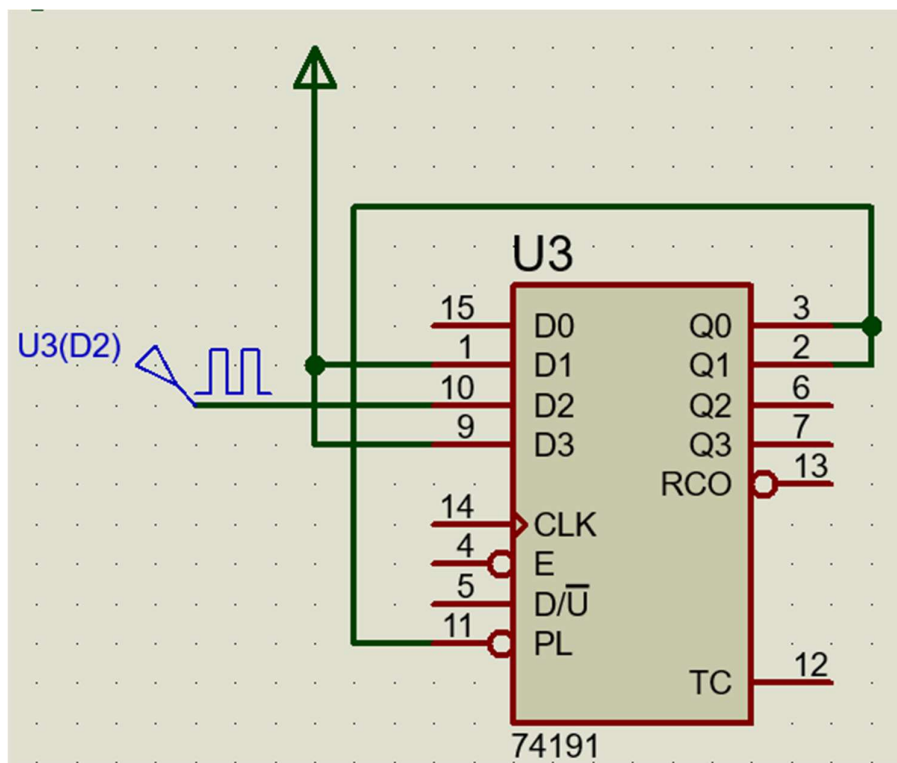 U3
U3(D2)
15 D0 Q0 3
1 D1 Q1 2
10 D2 Q2 6
9 D3 Q3 7
RCO 13
14 CLK
4 E
5 D/U̅
11 PL
TC 12
74191